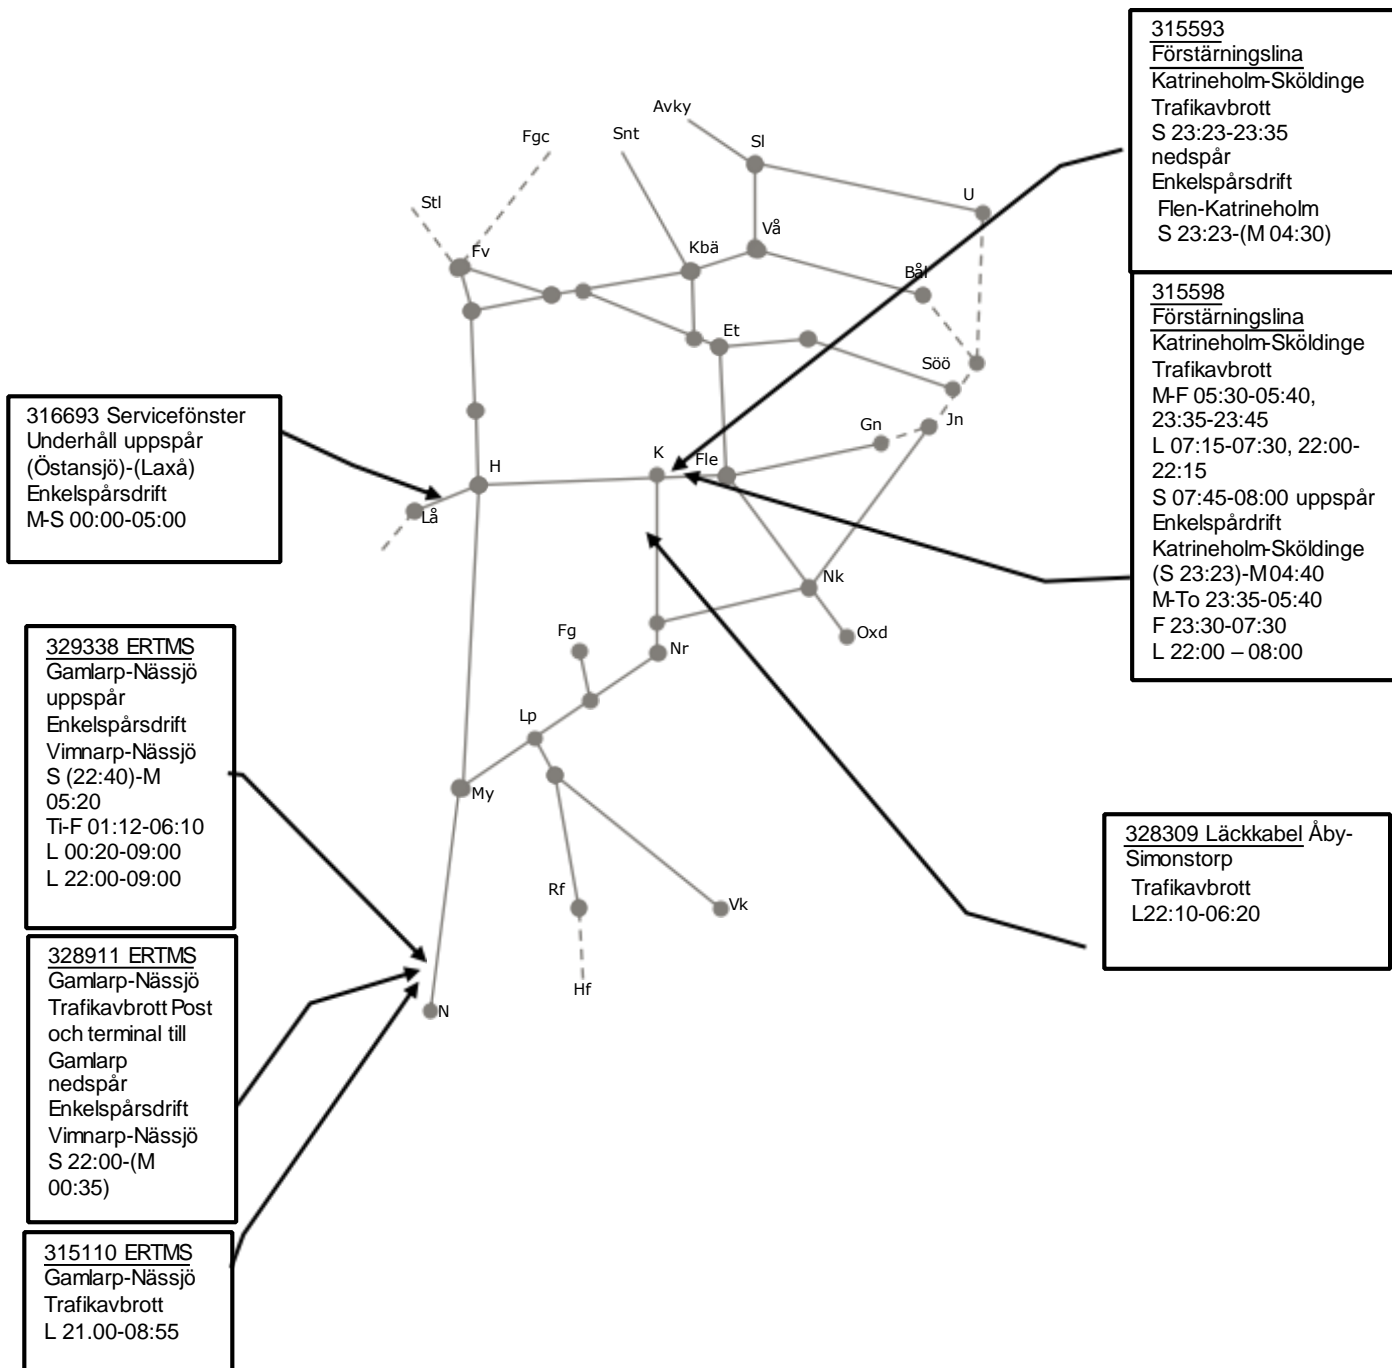 315593
Förstärningslina
Katrineholm-Sköldinge
Trafikavbrott
S 23:23-23:35
nedspår
Enkelspårsdrift
Flen-Katrineholm
S 23:23-(M 04:30)
315598
Förstärningslina
Katrineholm-Sköldinge
Trafikavbrott
M-F 05:30-05:40,
23:35-23:45
L 07:15-07:30, 22:00-
22:15
S 07:45-08:00 uppspår
Enkelspårdrift
Katrineholm-Sköldinge
(S 23:23)-M04:40
M-To 23:35-05:40
F 23:30-07:30
L 22:00 – 08:00
Avky
Fgc
Snt
Sl
Stl
U
Fv
Kbä
Vå
Bål
Et
Söö
Gn
Jn
H
K
Fle
Lå
Nk
Oxd
Fg
Nr
Lp
My
Rf
Vk
Hf
N
316693 Servicefönster
Underhåll uppspår
(Östansjö)-(Laxå)
Enkelspårsdrift
M-S 00:00-05:00
329338 ERTMS
Gamlarp-Nässjö
uppspår
Enkelspårsdrift
Vimnarp-Nässjö
S (22:40)-M
05:20
Ti-F 01:12-06:10
L 00:20-09:00
L 22:00-09:00
328911 ERTMS
Gamlarp-Nässjö
Trafikavbrott Post
och terminal till
Gamlarp
nedspår
Enkelspårsdrift
Vimnarp-Nässjö
S 22:00-(M
00:35)
315110 ERTMS
Gamlarp-Nässjö
Trafikavbrott
L 21.00-08:55
328309 Läckkabel Åby-
Simonstorp
Trafikavbrott
L22:10-06:20